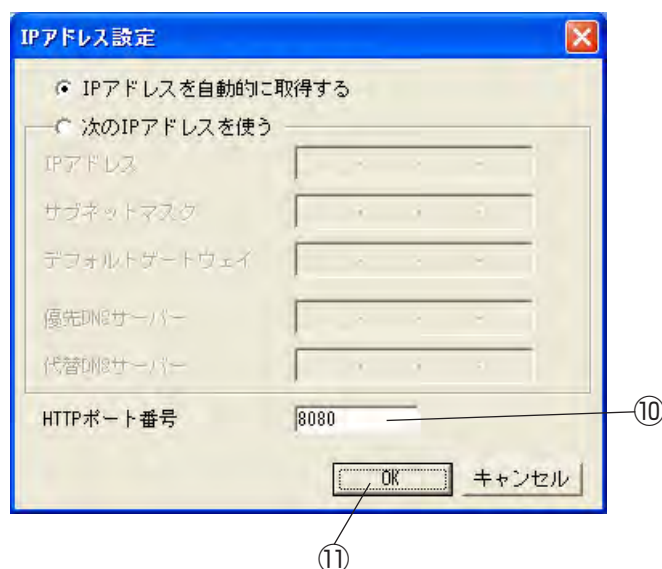 IPアドレス設定
IPアドレスを自動的に取得する
次のIPアドレスを使う
IPアドレス
サブネットマスク
デフォルトゲートウェイ
優先DNSサーバー
代替DNSサーバー
HTTPポート番号 8080 ⑩
OK キャンセル
⑪